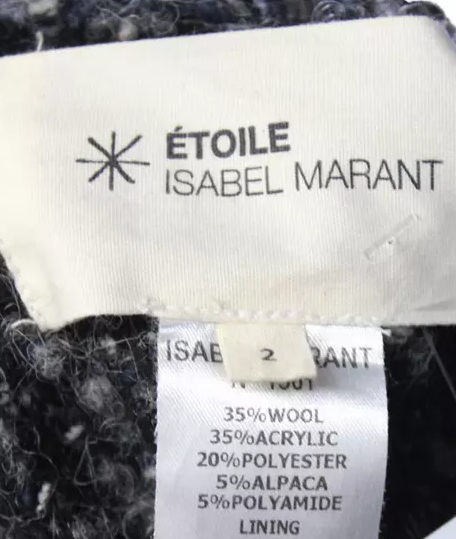 ÉTOILE
ISABEL MARANT
2
35%WOOL
35%ACRYLIC
20%POLYESTER
5%ALPACA
5%POLYAMIDE
LINING